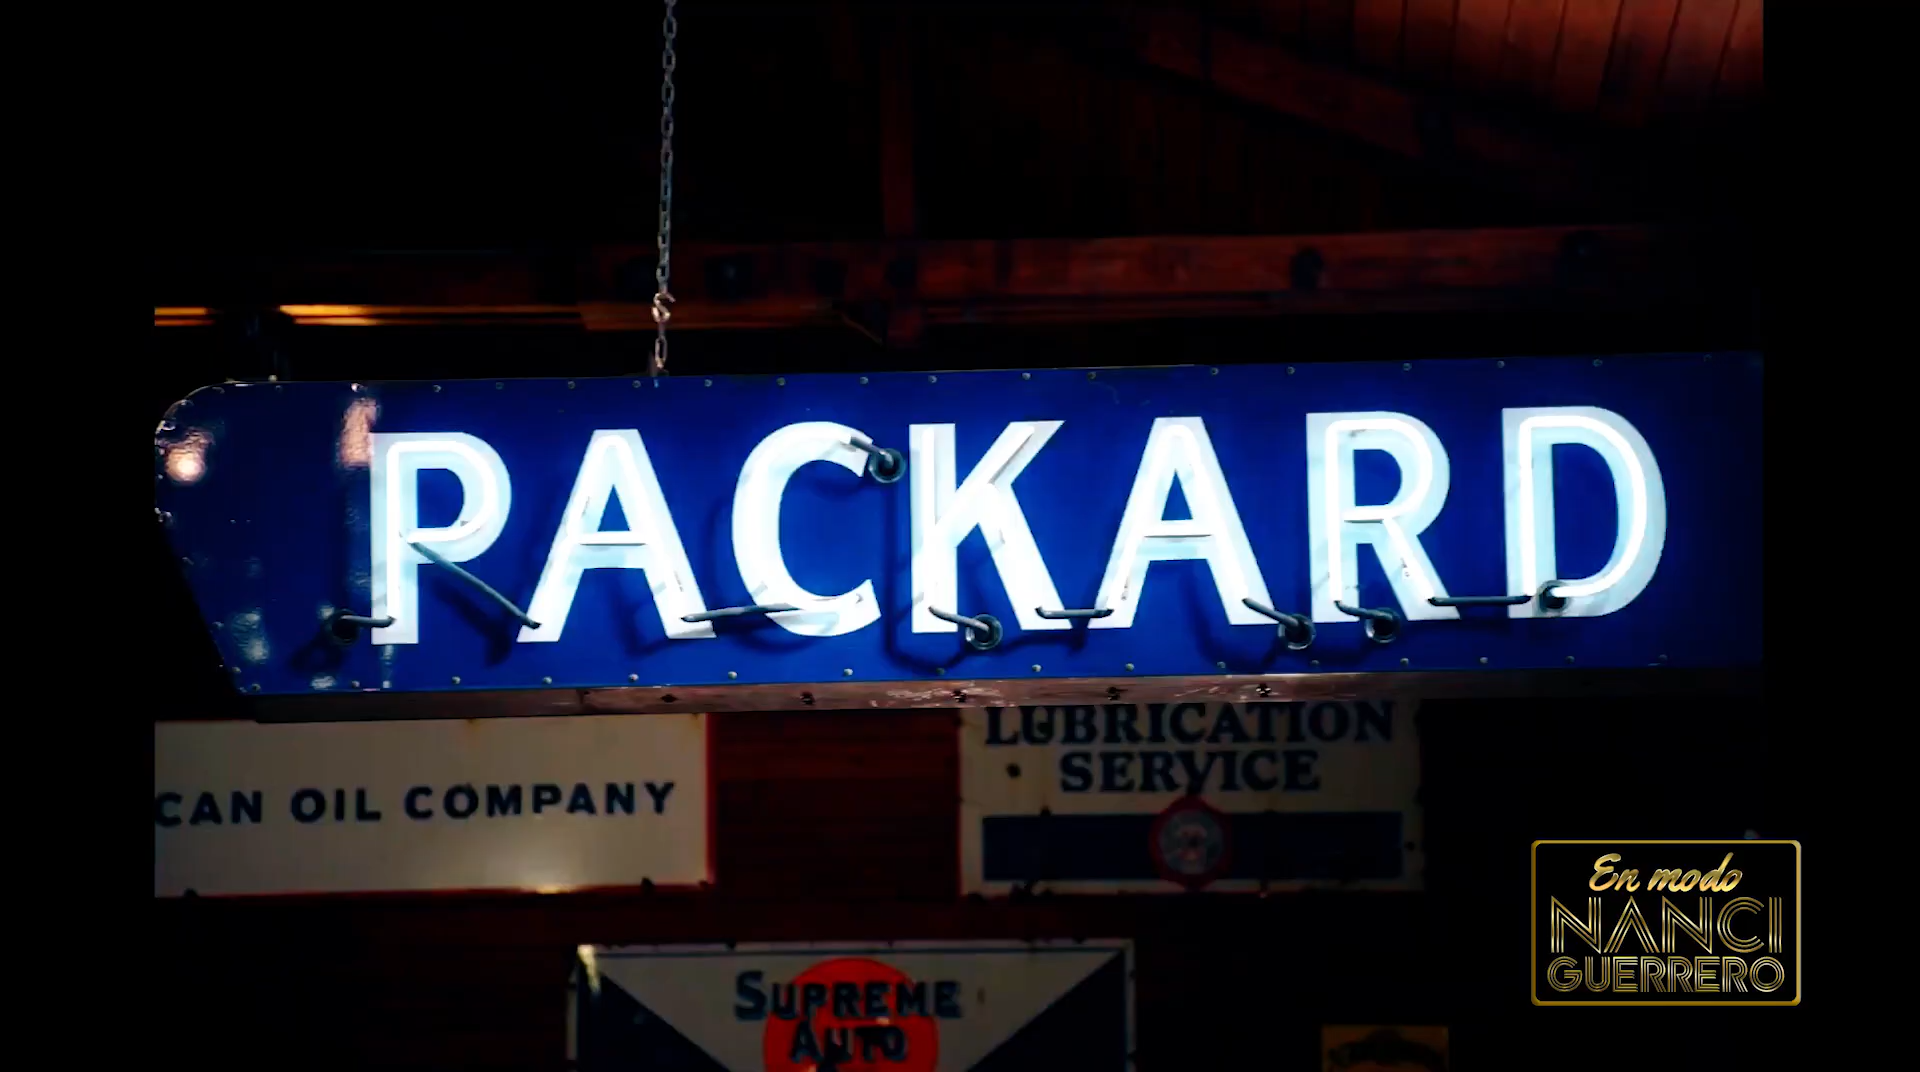 PACKARD
CAN OIL COMPANY
LUBRICATION
SERVICE
SUPREME
AUTO
En modo
NANCI
GUERRERO